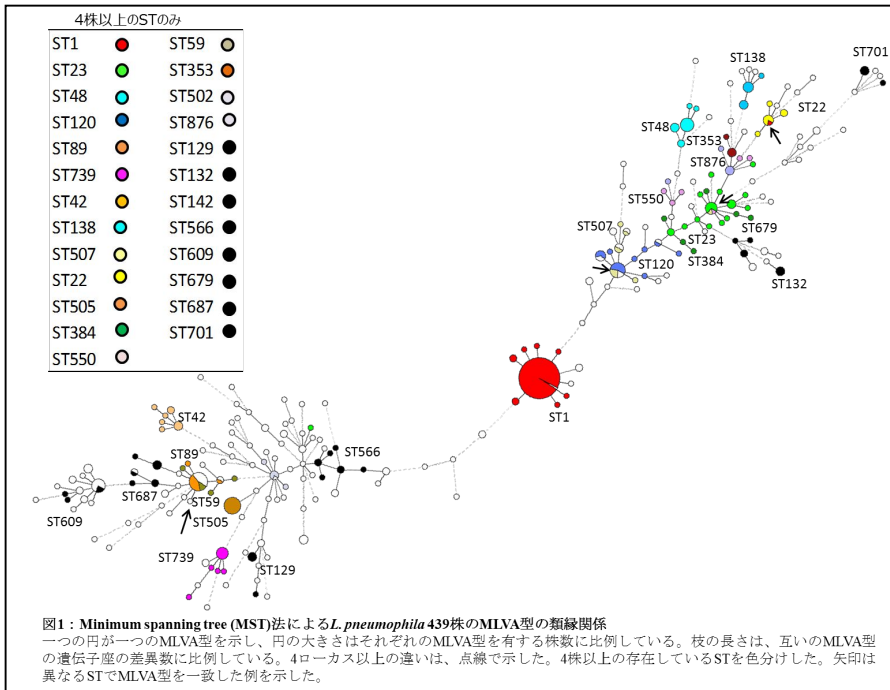 4株以上のSTのみ
ST1 ST59
ST23 ST353
ST48 ST502
ST120 ST876
ST89 ST129
ST739 ST132
ST42 ST142
ST138 ST566
ST507 ST609
ST22 ST679
ST505 ST687
ST384 ST701
ST550
ST138
ST701
ST22
ST48
ST353
ST876
ST550
ST507
ST679
ST23
ST120
ST384
ST132
ST1
ST42
ST89
ST566
ST687
ST59
ST609
ST505
ST739
ST129
図1：Minimum spanning tree (MST)法によるL. pneumophila 439株のMLVA型の類縁関係
一つの円が一つのMLVA型を示し、円の大きさはそれぞれのMLVA型を有する株数に比例している。枝の長さは、互いのMLVA型
の遺伝子座の差異数に比例している。4ローカス以上の違いは、点線で示した。4株以上の存在しているSTを色分けした。矢印は
異なるSTでMLVA型を一致した例を示した。